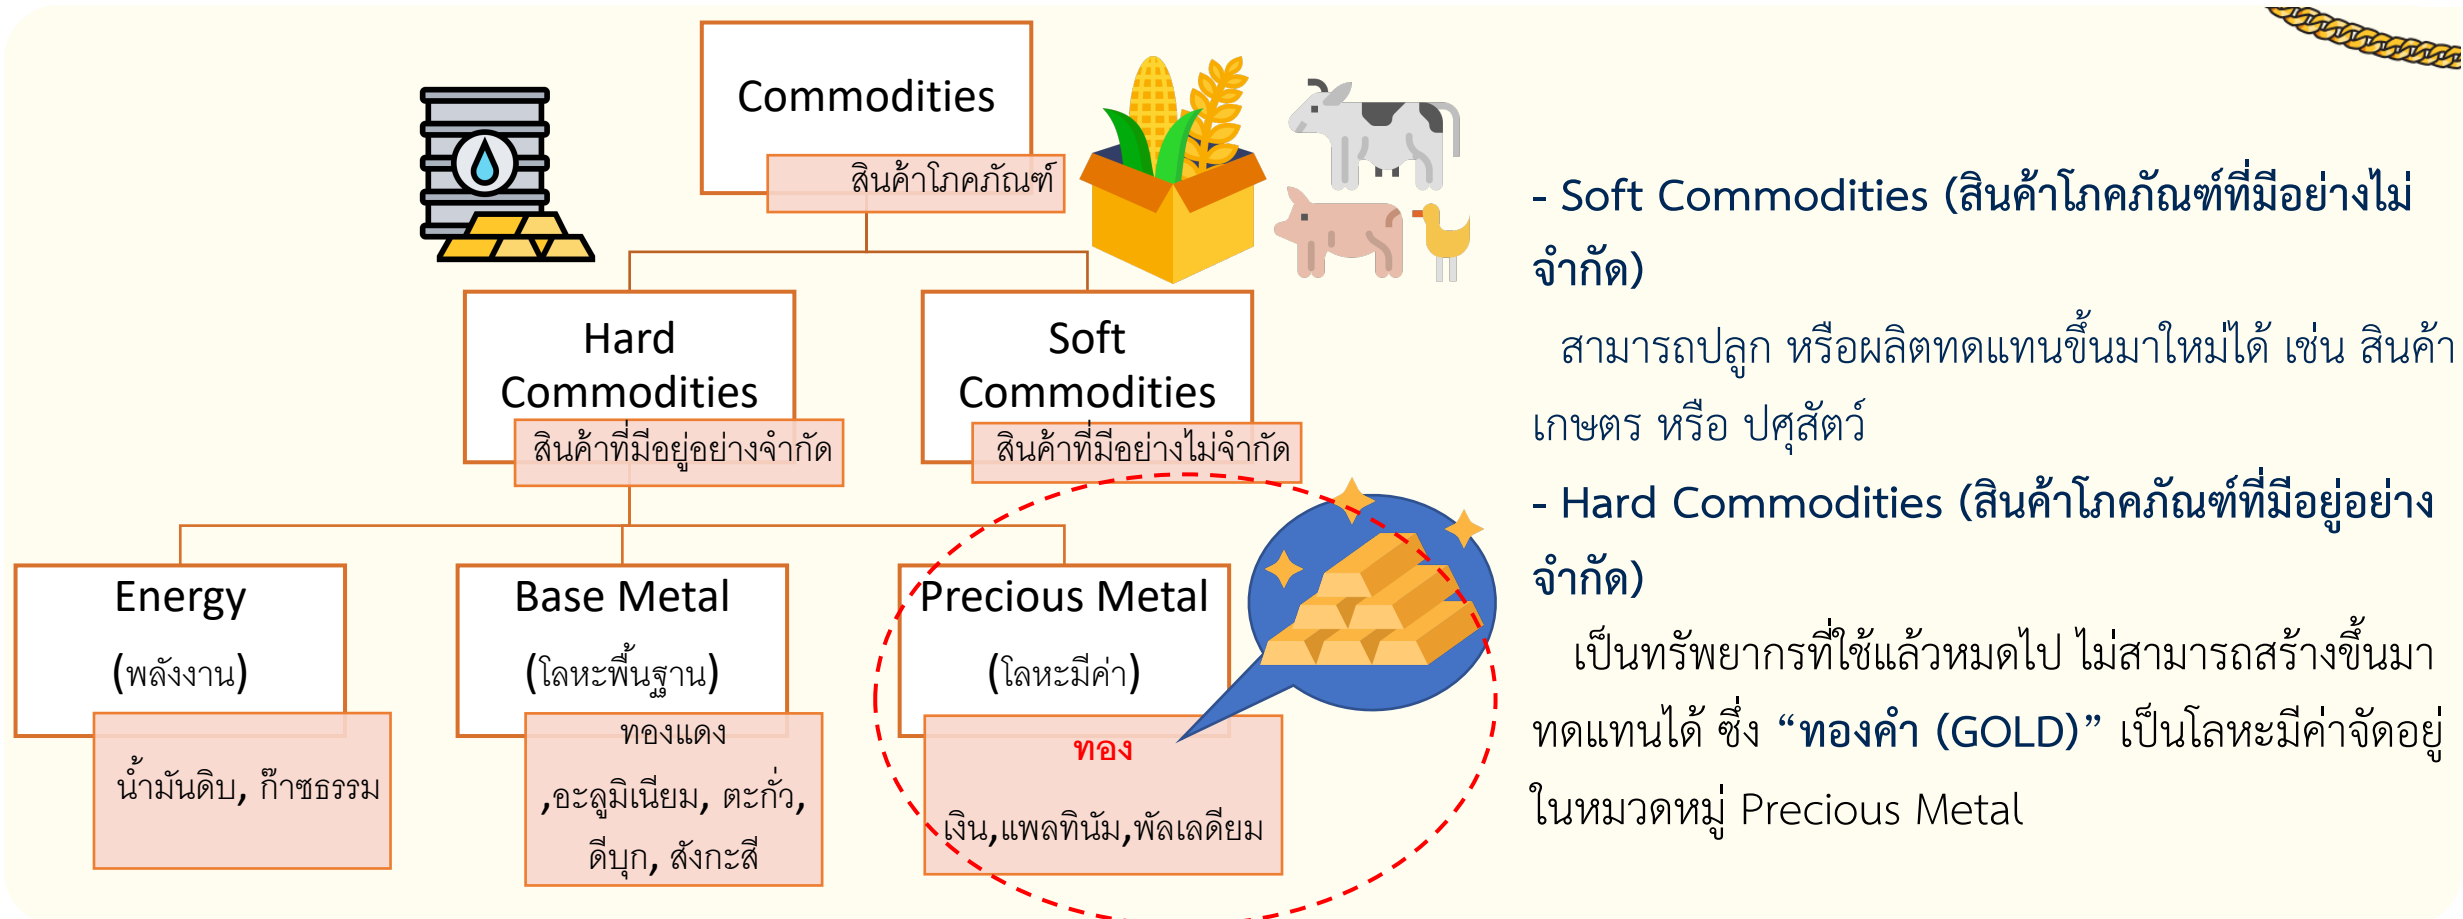 Commodities
สินค้าโภคภัณฑ์
Hard
Commodities
สินค้าที่มีอยู่อย่างจำกัด
Soft
Commodities
สินค้าที่มีอย่างไม่จำกัด
Energy
(พลังงาน)
น้ำมันดิบ, ก๊าซธรรม
Base Metal
(โลหะพื้นฐาน)
ทองแดง
,อะลูมิเนียม, ตะกั่ว,
ดีบุก, สังกะสี
Precious Metal
(โลหะมีค่า)
ทอง
เงิน,แพลทินัม,พัลเลดียม
- Soft Commodities (สินค้าโภคภัณฑ์ที่มีอย่างไม่
จำกัด)
สามารถปลูก หรือผลิตทดแทนขึ้นมาใหม่ได้ เช่น สินค้า
เกษตร หรือ ปศุสัตว์
- Hard Commodities (สินค้าโภคภัณฑ์ที่มีอยู่อย่าง
จำกัด)
เป็นทรัพยากรที่ใช้แล้วหมดไป ไม่สามารถสร้างขึ้นมา
ทดแทนได้ ซึ่ง “ทองคำ (GOLD)” เป็นโลหะมีค่าจัดอยู่
ในหมวดหมู่ Precious Metal